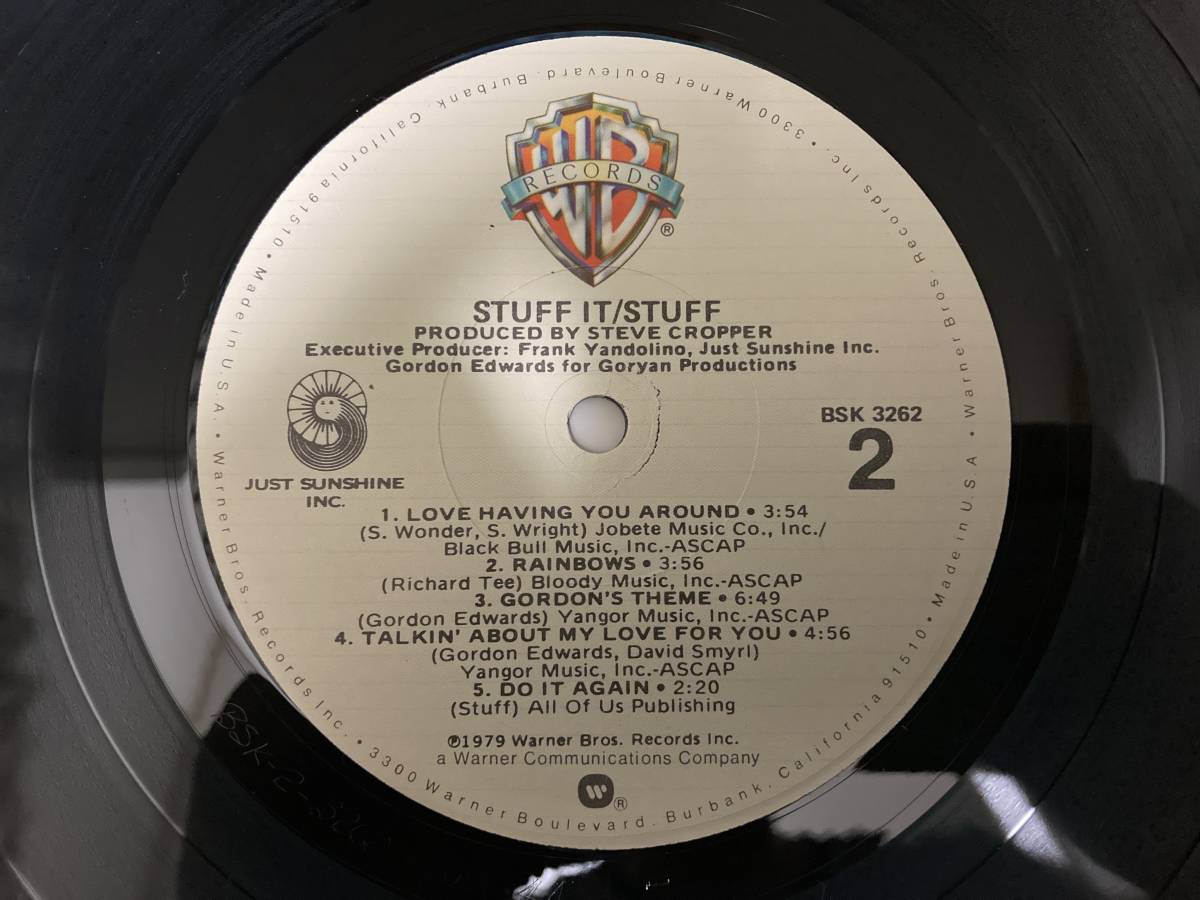 WB
RECORDS
®
STUFF IT/STUFF
PRODUCED BY STEVE CROPPER
Executive Producer: Frank Yandolino, Just Sunshine Inc.
Gordon Edwards for Goryan Productions
JUST SUNSHINE
INC.
BSK 3262
2
1. LOVE HAVING YOU AROUND • 3:54
(S. Wonder, S. Wright) Jobete Music Co., Inc./
Black Bull Music, Inc.-ASCAP
2. RAINBOWS • 3:56
(Richard Tee) Bloody Music, Inc.-ASCAP
3. GORDON'S THEME • 6:49
(Gordon Edwards) Yangor Music, Inc.-ASCAP
4. TALKIN' ABOUT MY LOVE FOR YOU • 4:56
(Gordon Edwards, David Smyrl)
Yangor Music, Inc.-ASCAP
5. DO IT AGAIN • 2:20
(Stuff) All Of Us Publishing
℗1979 Warner Bros. Records Inc.
a Warner Communications Company
®
Warner Bros. Records Inc. • 3300 Warner Boulevard. Burbank, California 91510 • Made in U.S.A. • Warner Bros. Records Inc. • 3300 Warner Boulevard. Burbank, California 91510 • Made in U.S.A •
BSK-2-